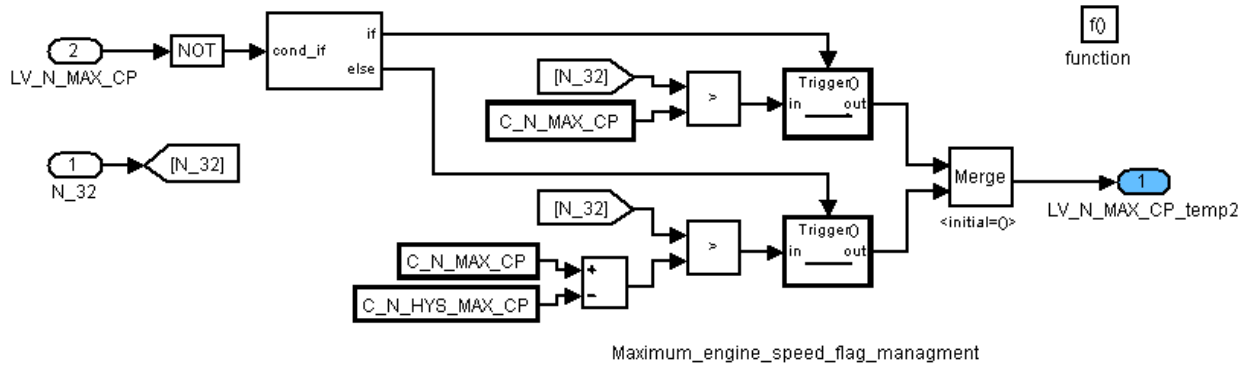 f()
function
2
LV_N_MAX_CP
NOT
cond_if
if
else
[N_32]
C_N_MAX_CP
>
Trigger()
in
out
1
N_32
[N_32]
Merge
<initial=()>
1
LV_N_MAX_CP_temp2
[N_32]
C_N_MAX_CP
C_N_HYS_MAX_CP
+
−
>
Trigger()
in
out
Maximum_engine_speed_flag_managment